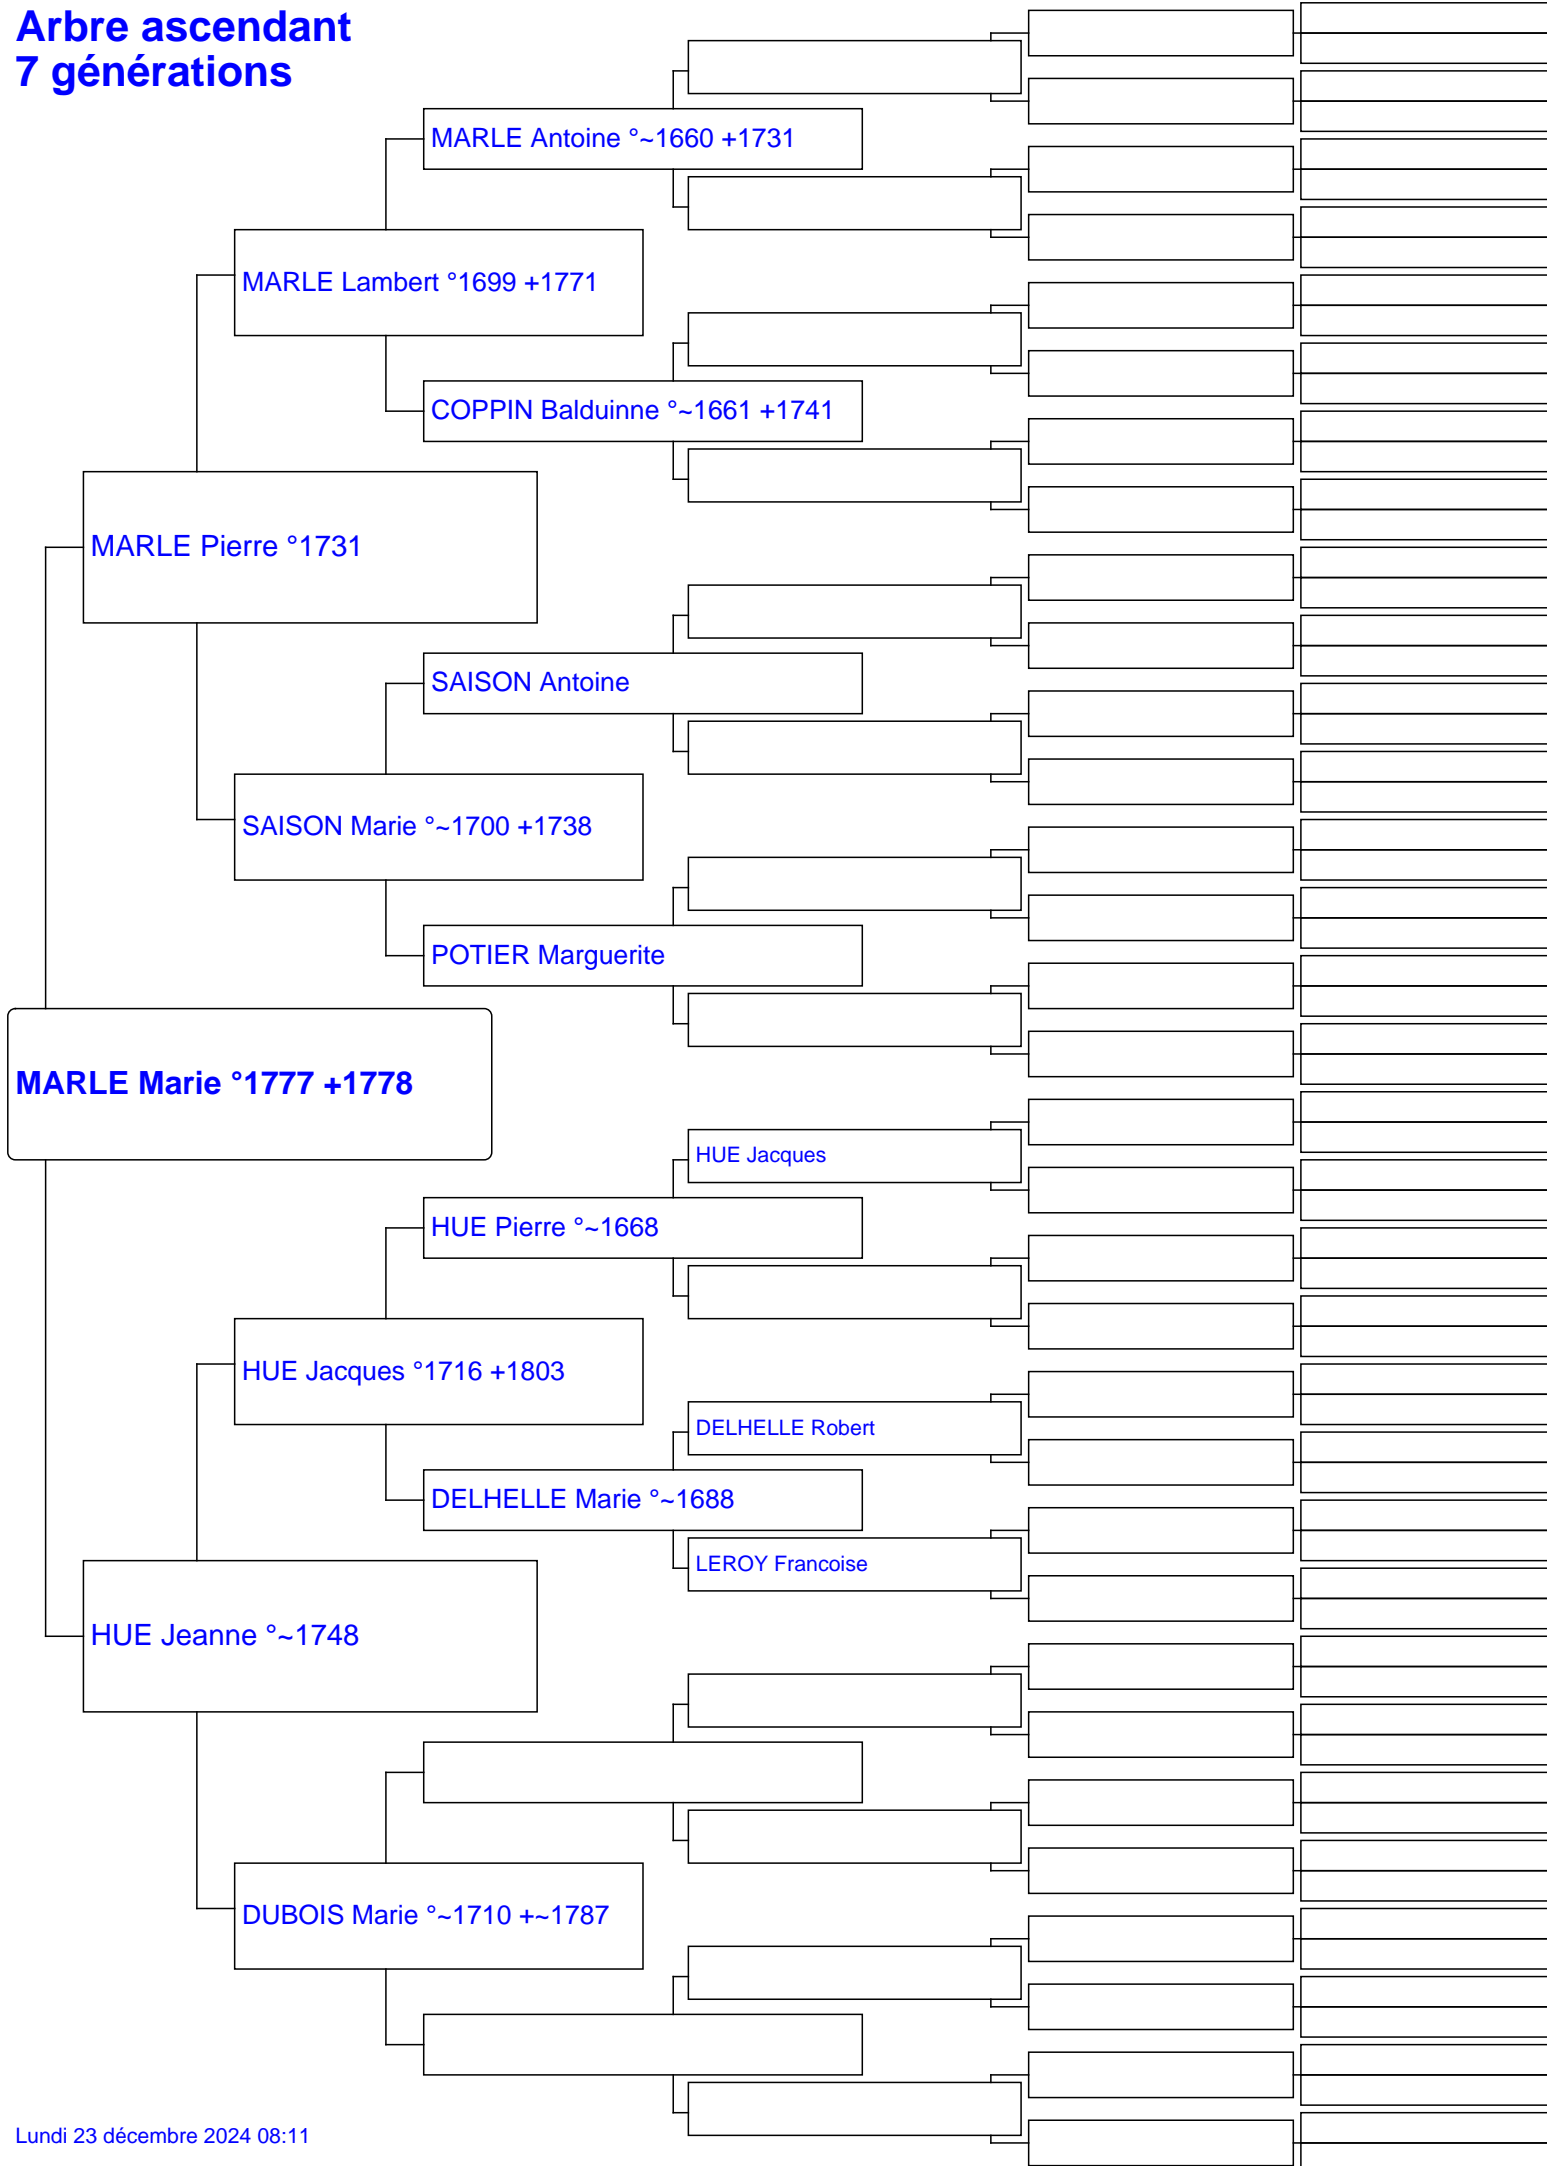 Arbre ascendant
7 générations
MARLE Antoine °~1660 +1731
MARLE Lambert °1699 +1771
COPPIN Balduinne °~1661 +1741
MARLE Pierre °1731
SAISON Antoine
SAISON Marie °~1700 +1738
POTIER Marguerite
MARLE Marie °1777 +1778
HUE Jacques
HUE Pierre °~1668
HUE Jacques °1716 +1803
DELHELLE Robert
DELHELLE Marie °~1688
LEROY Francoise
HUE Jeanne °~1748
DUBOIS Marie °~1710 +~1787
Lundi 23 décembre 2024 08:11